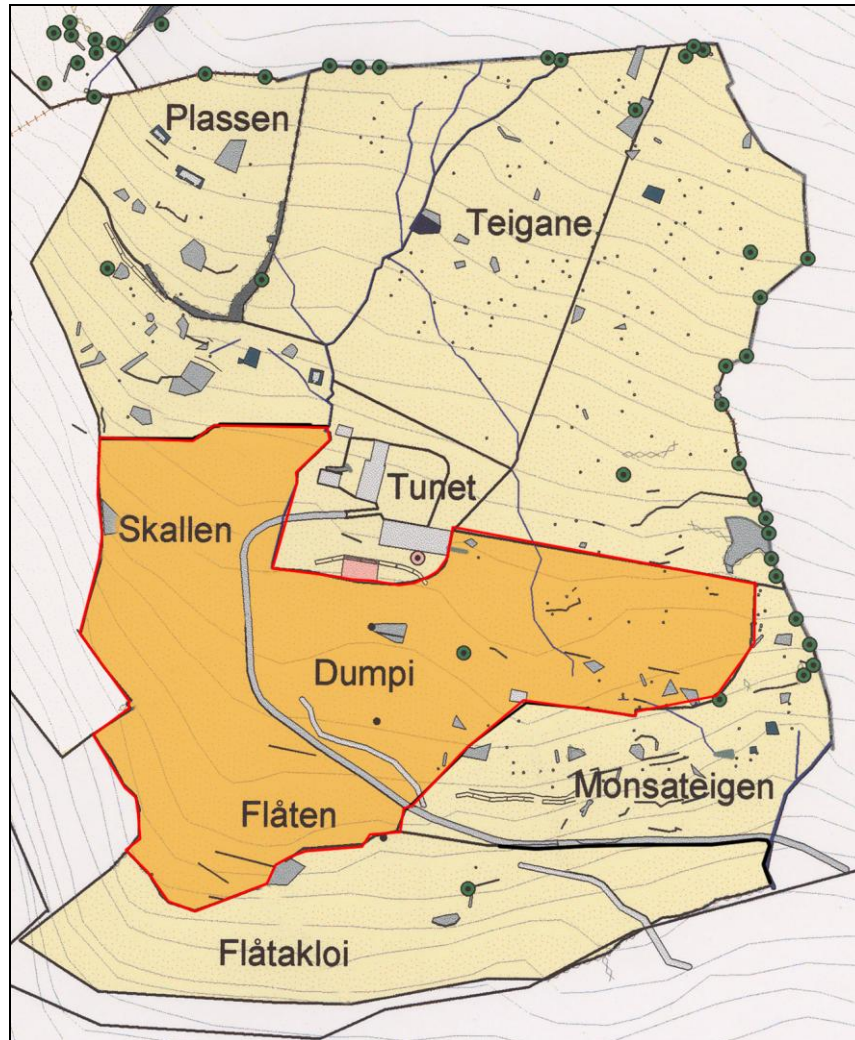 Plassen
Teigane
Tunet
Skallen
Dumpi
Monsateigen
Flåten
Flåtakloi